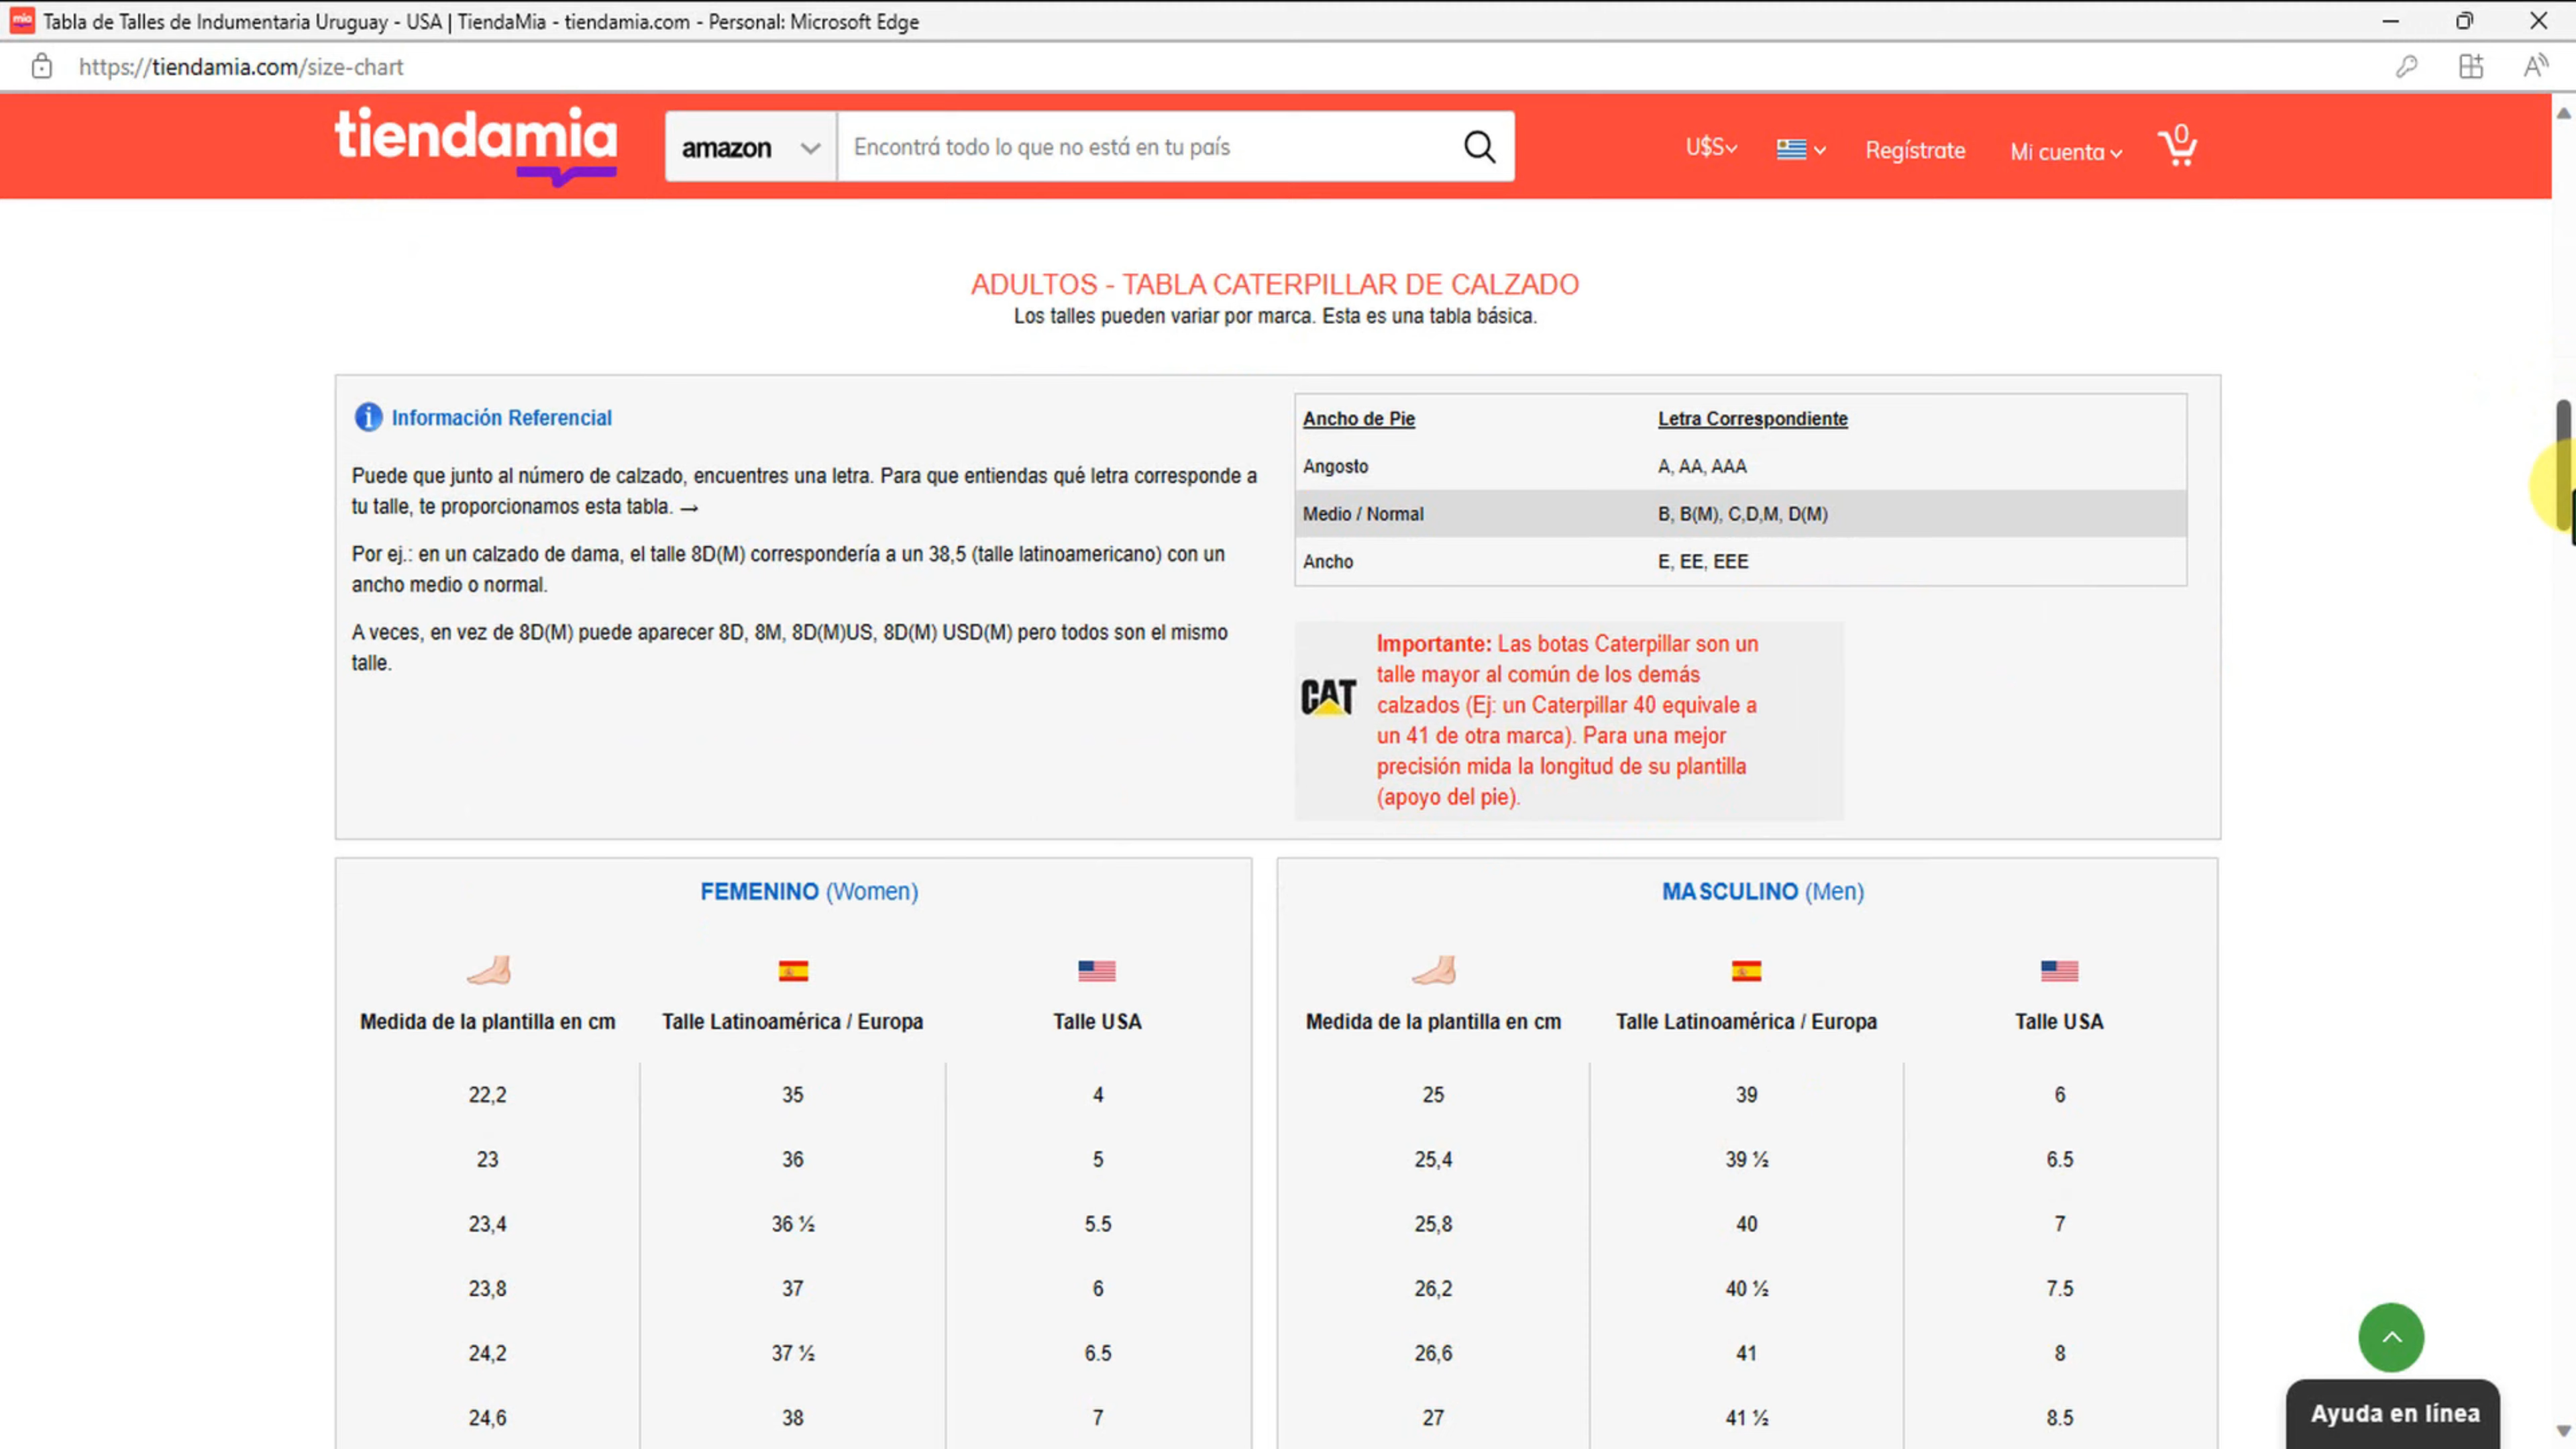 Tabla de Talles de Indumentaria Uruguay - USA | TiendaMia - tiendamia.com - Personal: Microsoft Edge
https://tiendamia.com/size-chart
tiendamia
amazon
Encontrá todo lo que no está en tu país
U$S
Regístrate
Mi cuenta
0
ADULTOS - TABLA CATERPILLAR DE CALZADO
Los talles pueden variar por marca. Esta es una tabla básica.
Información Referencial
Puede que junto al número de calzado, encuentres una letra. Para que entiendas qué letra corresponde a
tu talle, te proporcionamos esta tabla. →
Por ej.: en un calzado de dama, el talle 8D(M) correspondería a un 38,5 (talle latinoamericano) con un
ancho medio o normal.
A veces, en vez de 8D(M) puede aparecer 8D, 8M, 8D(M)US, 8D(M) USD(M) pero todos son el mismo
talle.
Ancho de Pie Letra Correspondiente
Angosto A, AA, AAA
Medio / Normal B, B(M), C,D,M, D(M)
Ancho E, EE, EEE
CAT
Importante: Las botas Caterpillar son un
talle mayor al común de los demás
calzados (Ej: un Caterpillar 40 equivale a
un 41 de otra marca). Para una mejor
precisión mida la longitud de su plantilla
(apoyo del pie).
FEMENINO (Women)
Medida de la plantilla en cm Talle Latinoamérica / Europa Talle USA
22,2 35 4
23 36 5
23,4 36 ½ 5.5
23,8 37 6
24,2 37 ½ 6.5
24,6 38 7
MASCULINO (Men)
Medida de la plantilla en cm Talle Latinoamérica / Europa Talle USA
25 39 6
25,4 39 ½ 6.5
25,8 40 7
26,2 40 ½ 7.5
26,6 41 8
27 41 ½ 8.5
Ayuda en línea